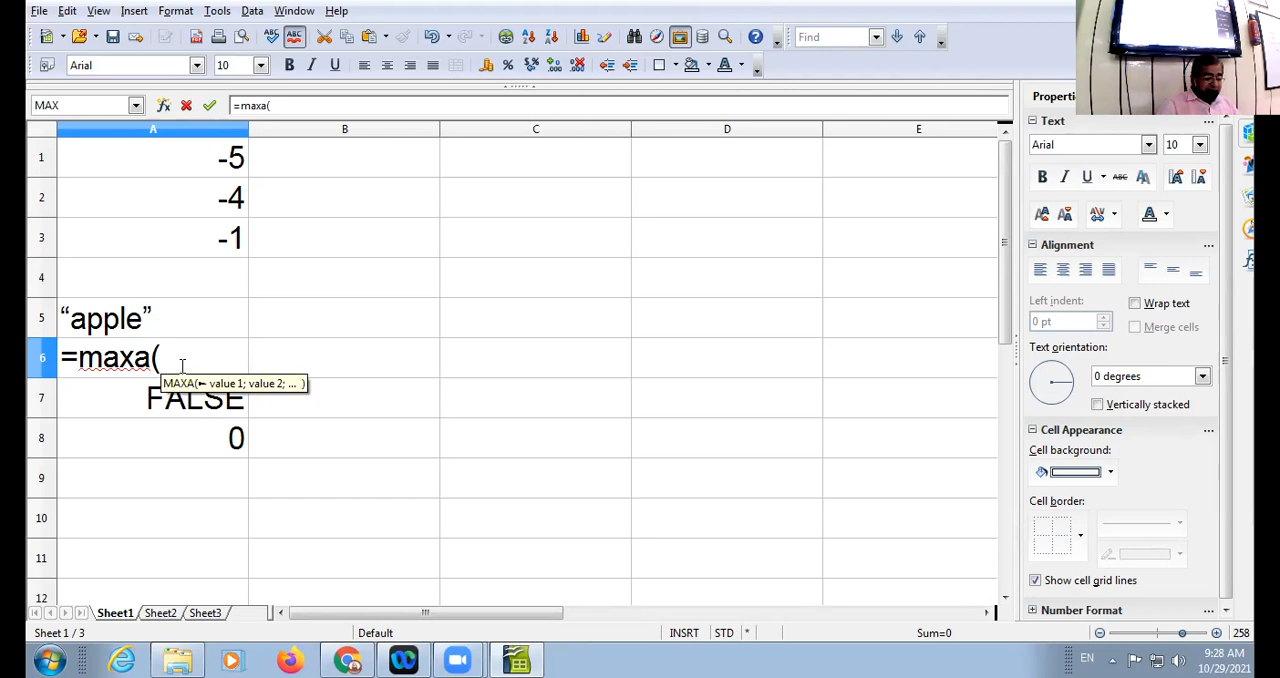 File Edit View Insert Format Tools Data Window Help
Find
Arial 10
MAX =maxa(
Properti
A B C D E
1 -5
2 -4
3 -1
4
5 “apple”
6 =maxa(
MAXA( value 1; value 2; ... )
7 FALSE
8 0
9
10
11
12
Text
Arial 10
Alignment
Left indent: Wrap text
0 pt Merge cells
Text orientation:
0 degrees
Vertically stacked
Cell Appearance
Cell background:
Cell border:
Show cell grid lines
Number Format
Sheet1 Sheet2 Sheet3
Sheet 1 / 3 Default INSRT STD * Sum=0 258
EN 9:28 AM
10/29/2021